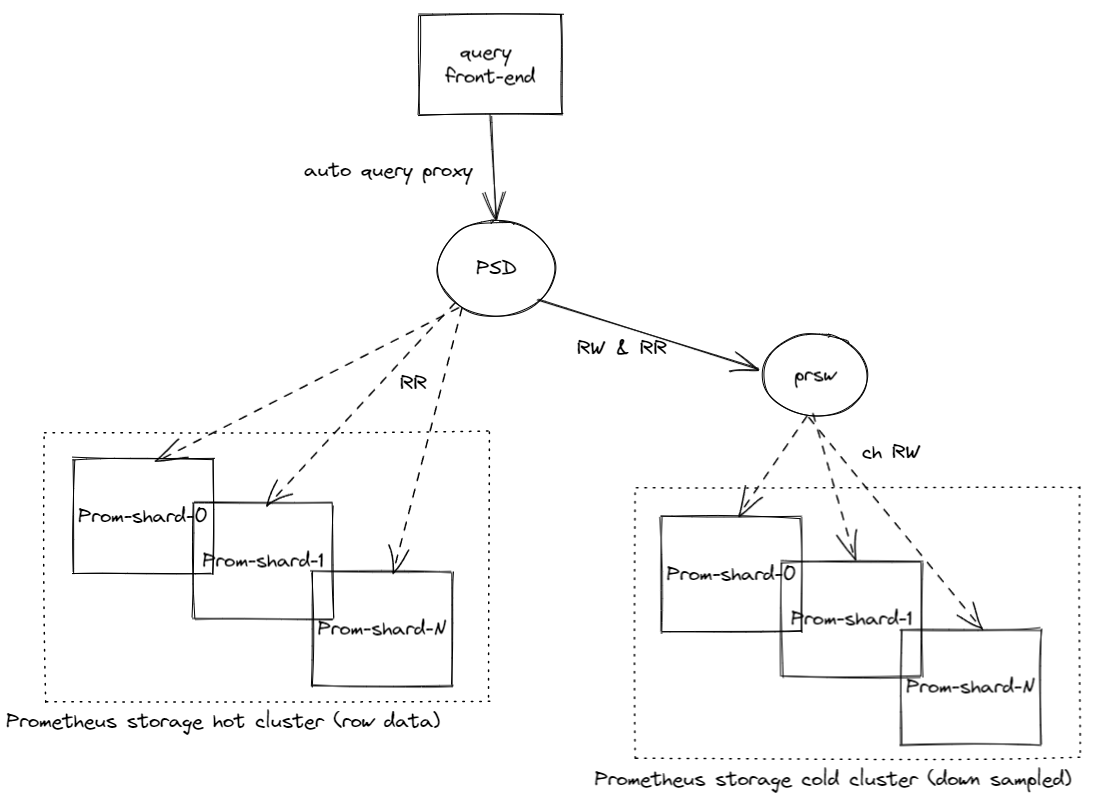 query
front-end
auto query proxy
PSD
RW & RR
prsw
RR
ch RW
Prom-shard-0
Prom-shard-1
Prom-shard-N
Prometheus storage hot cluster (row data)
Prom-shard-0
Prom-shard-1
Prom-shard-N
Prometheus storage cold cluster (down sampled)